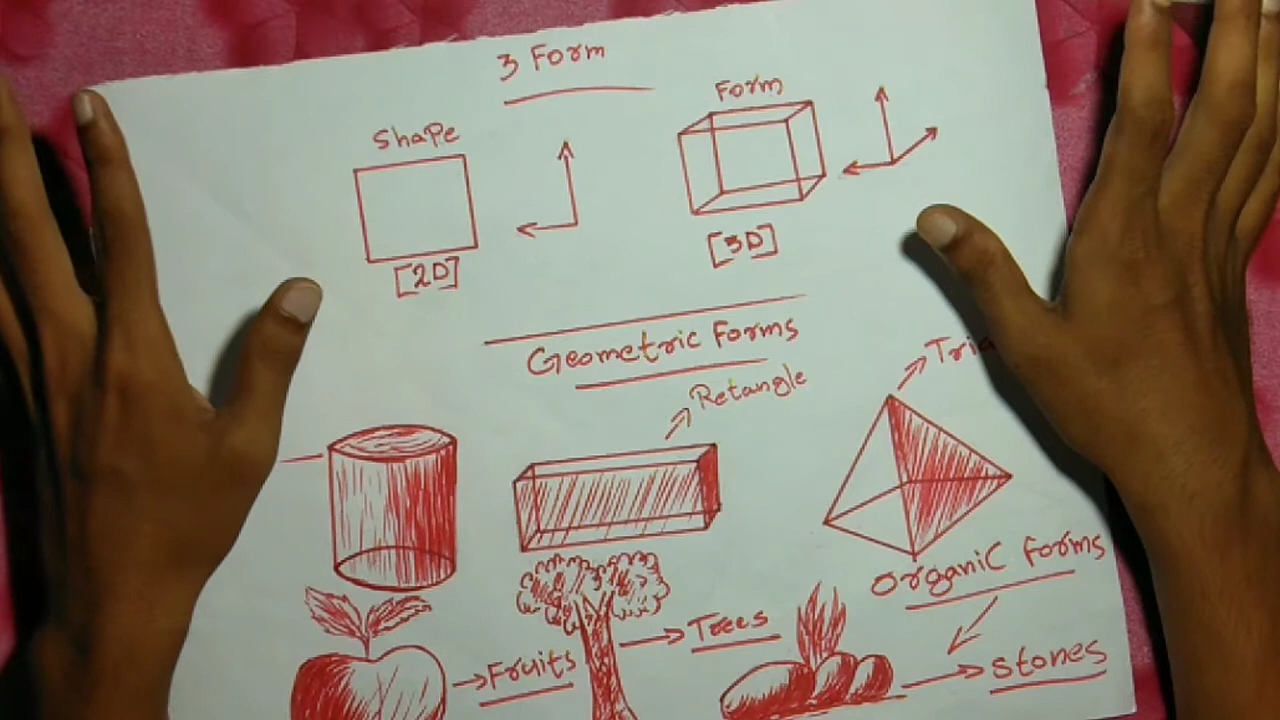 3 Form
Shape
Form
[2D]
[3D]
Geometric Forms
Retangle
Organic Forms
Fruits
Trees
Stones